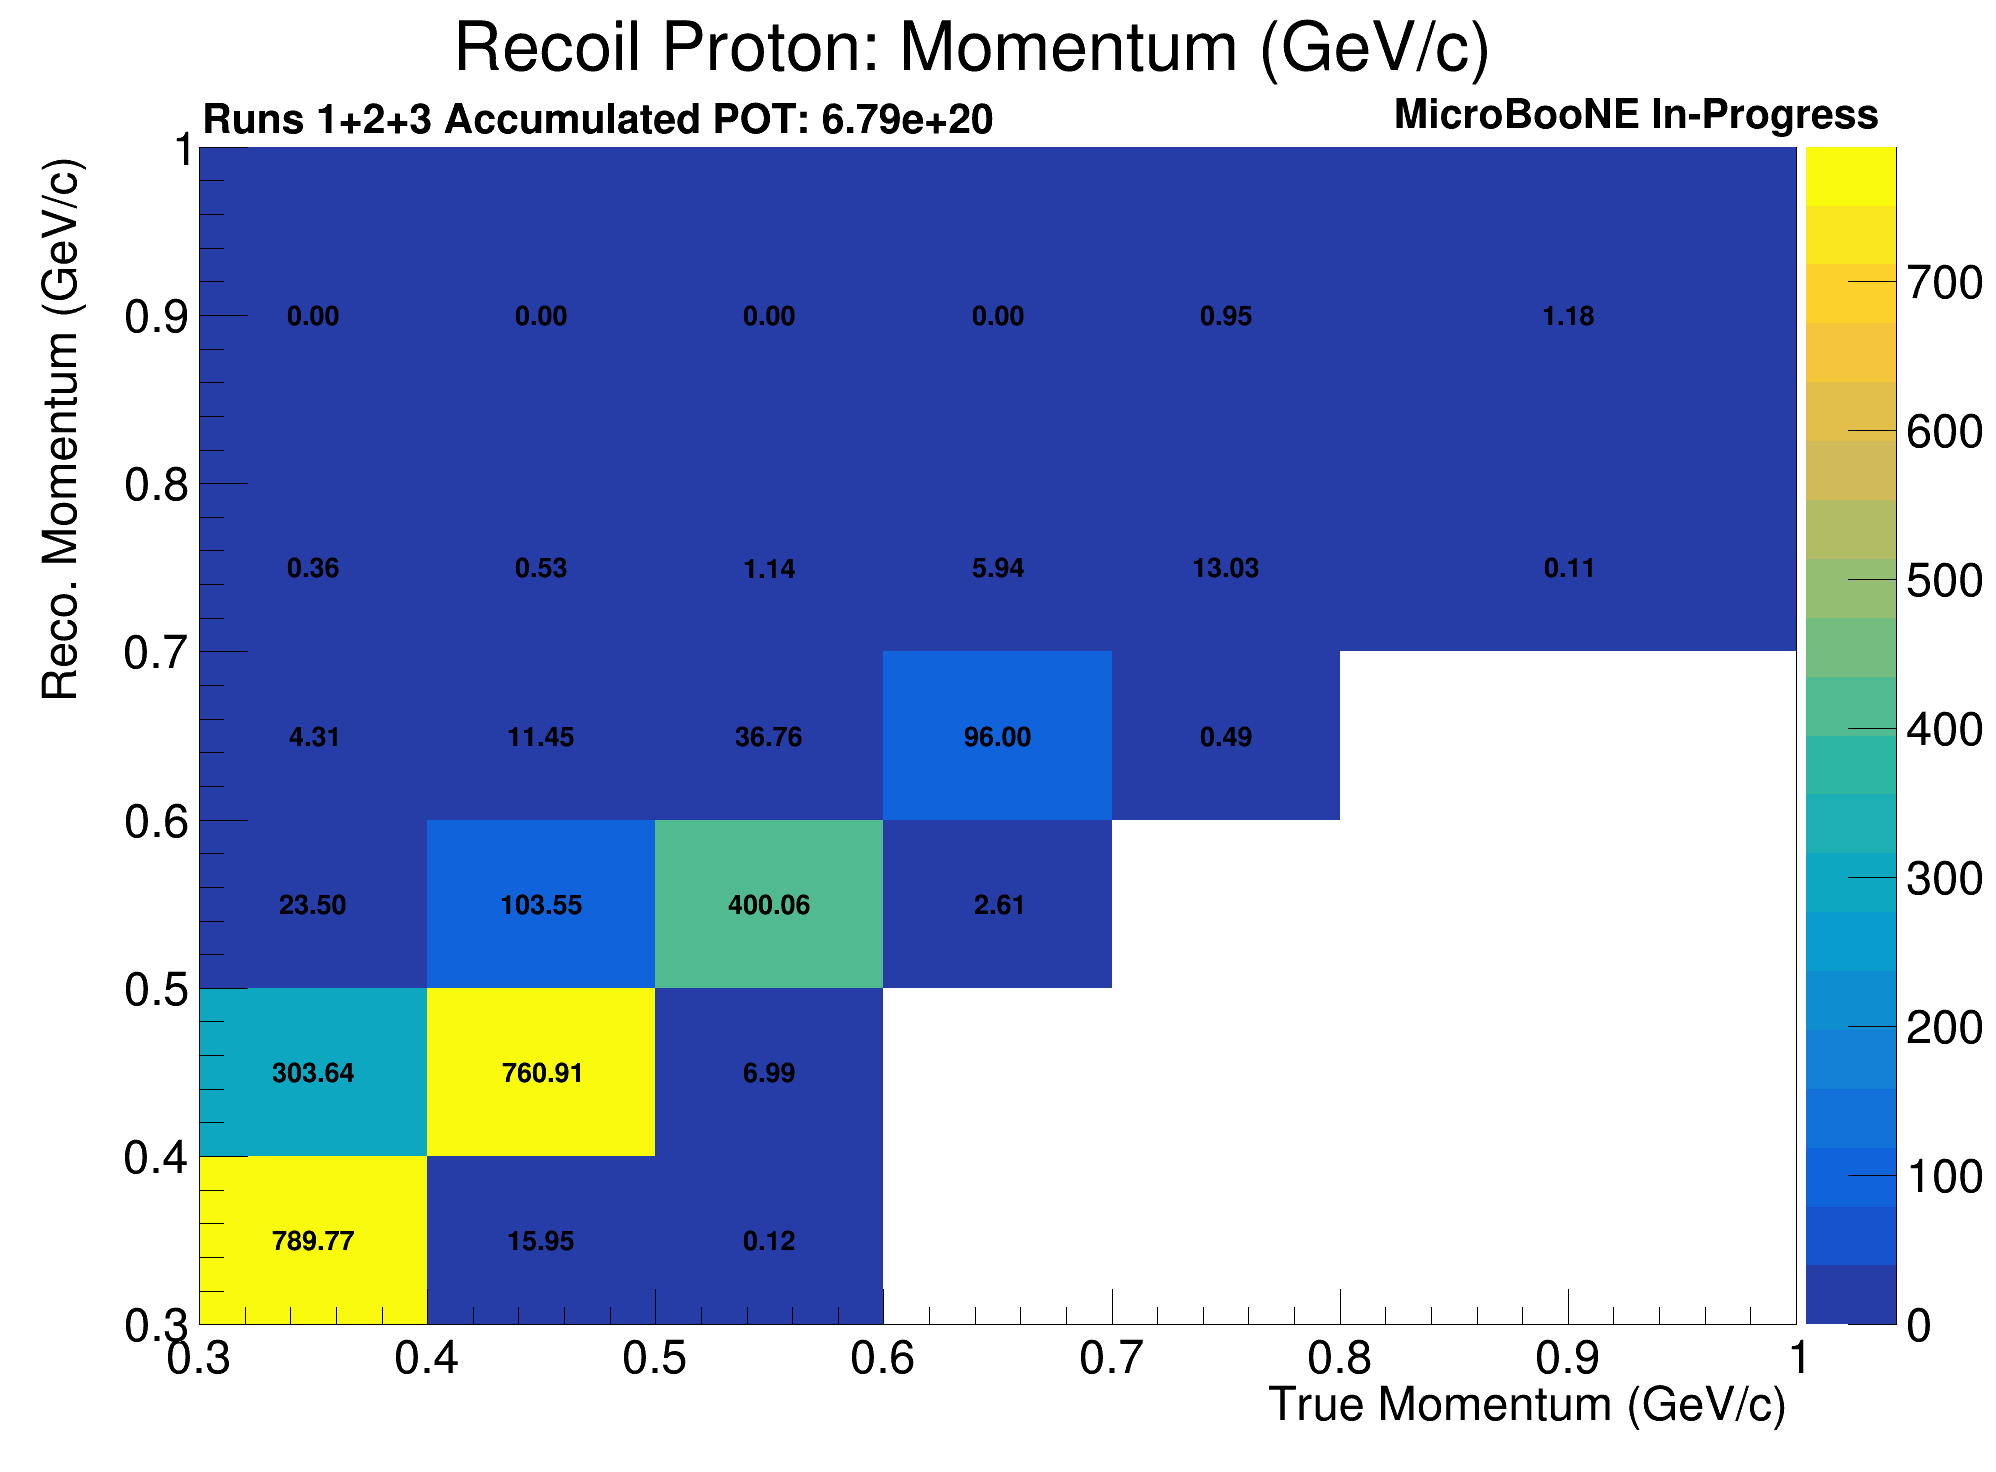 Recoil Proton: Momentum (GeV/c)
Runs 1+2+3 Accumulated POT: 6.79e+20
MicroBooNE In-Progress
Reco. Momentum (GeV/c)
1
0.9
0.8
0.7
0.6
0.5
0.4
0.3
0.00 0.00 0.00 0.00 0.95 1.18
0.36 0.53 1.14 5.94 13.03 0.11
4.31 11.45 36.76 96.00 0.49
23.50 103.55 400.06 2.61
303.64 760.91 6.99
789.77 15.95 0.12
0.3 0.4 0.5 0.6 0.7 0.8 0.9 1
True Momentum (GeV/c)
700
600
500
400
300
200
100
0